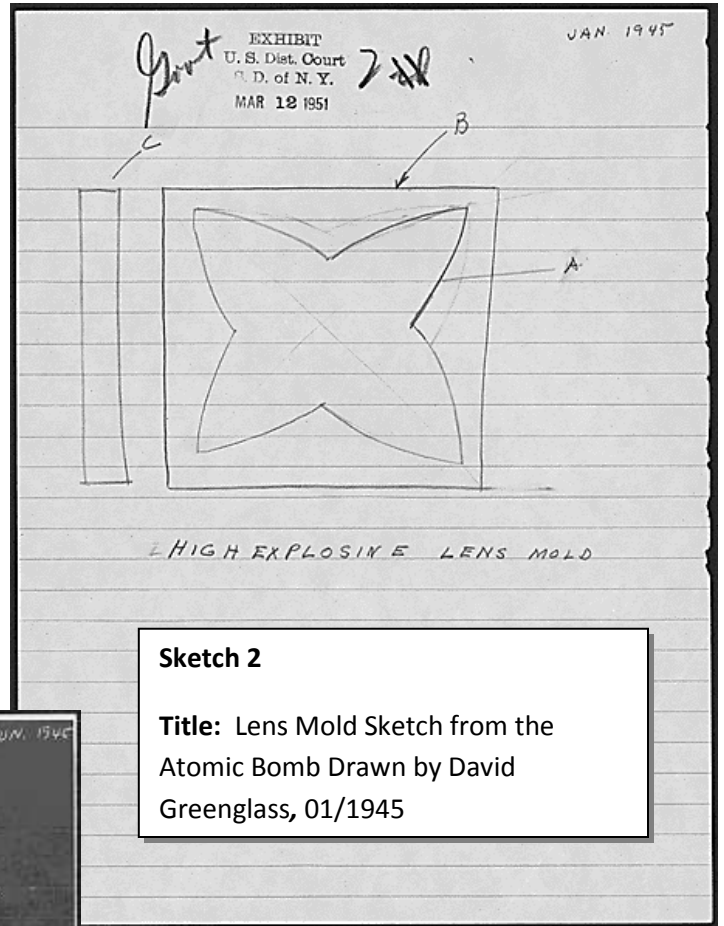 JAN. 1945
Govt
EXHIBIT
U. S. Dist. Court
S. D. of N. Y.
MAR 12 1951
C
B
A
HIGH EXPLOSIVE LENS MOLD
Sketch 2
Title: Lens Mold Sketch from the
Atomic Bomb Drawn by David
Greenglass, 01/1945
1945